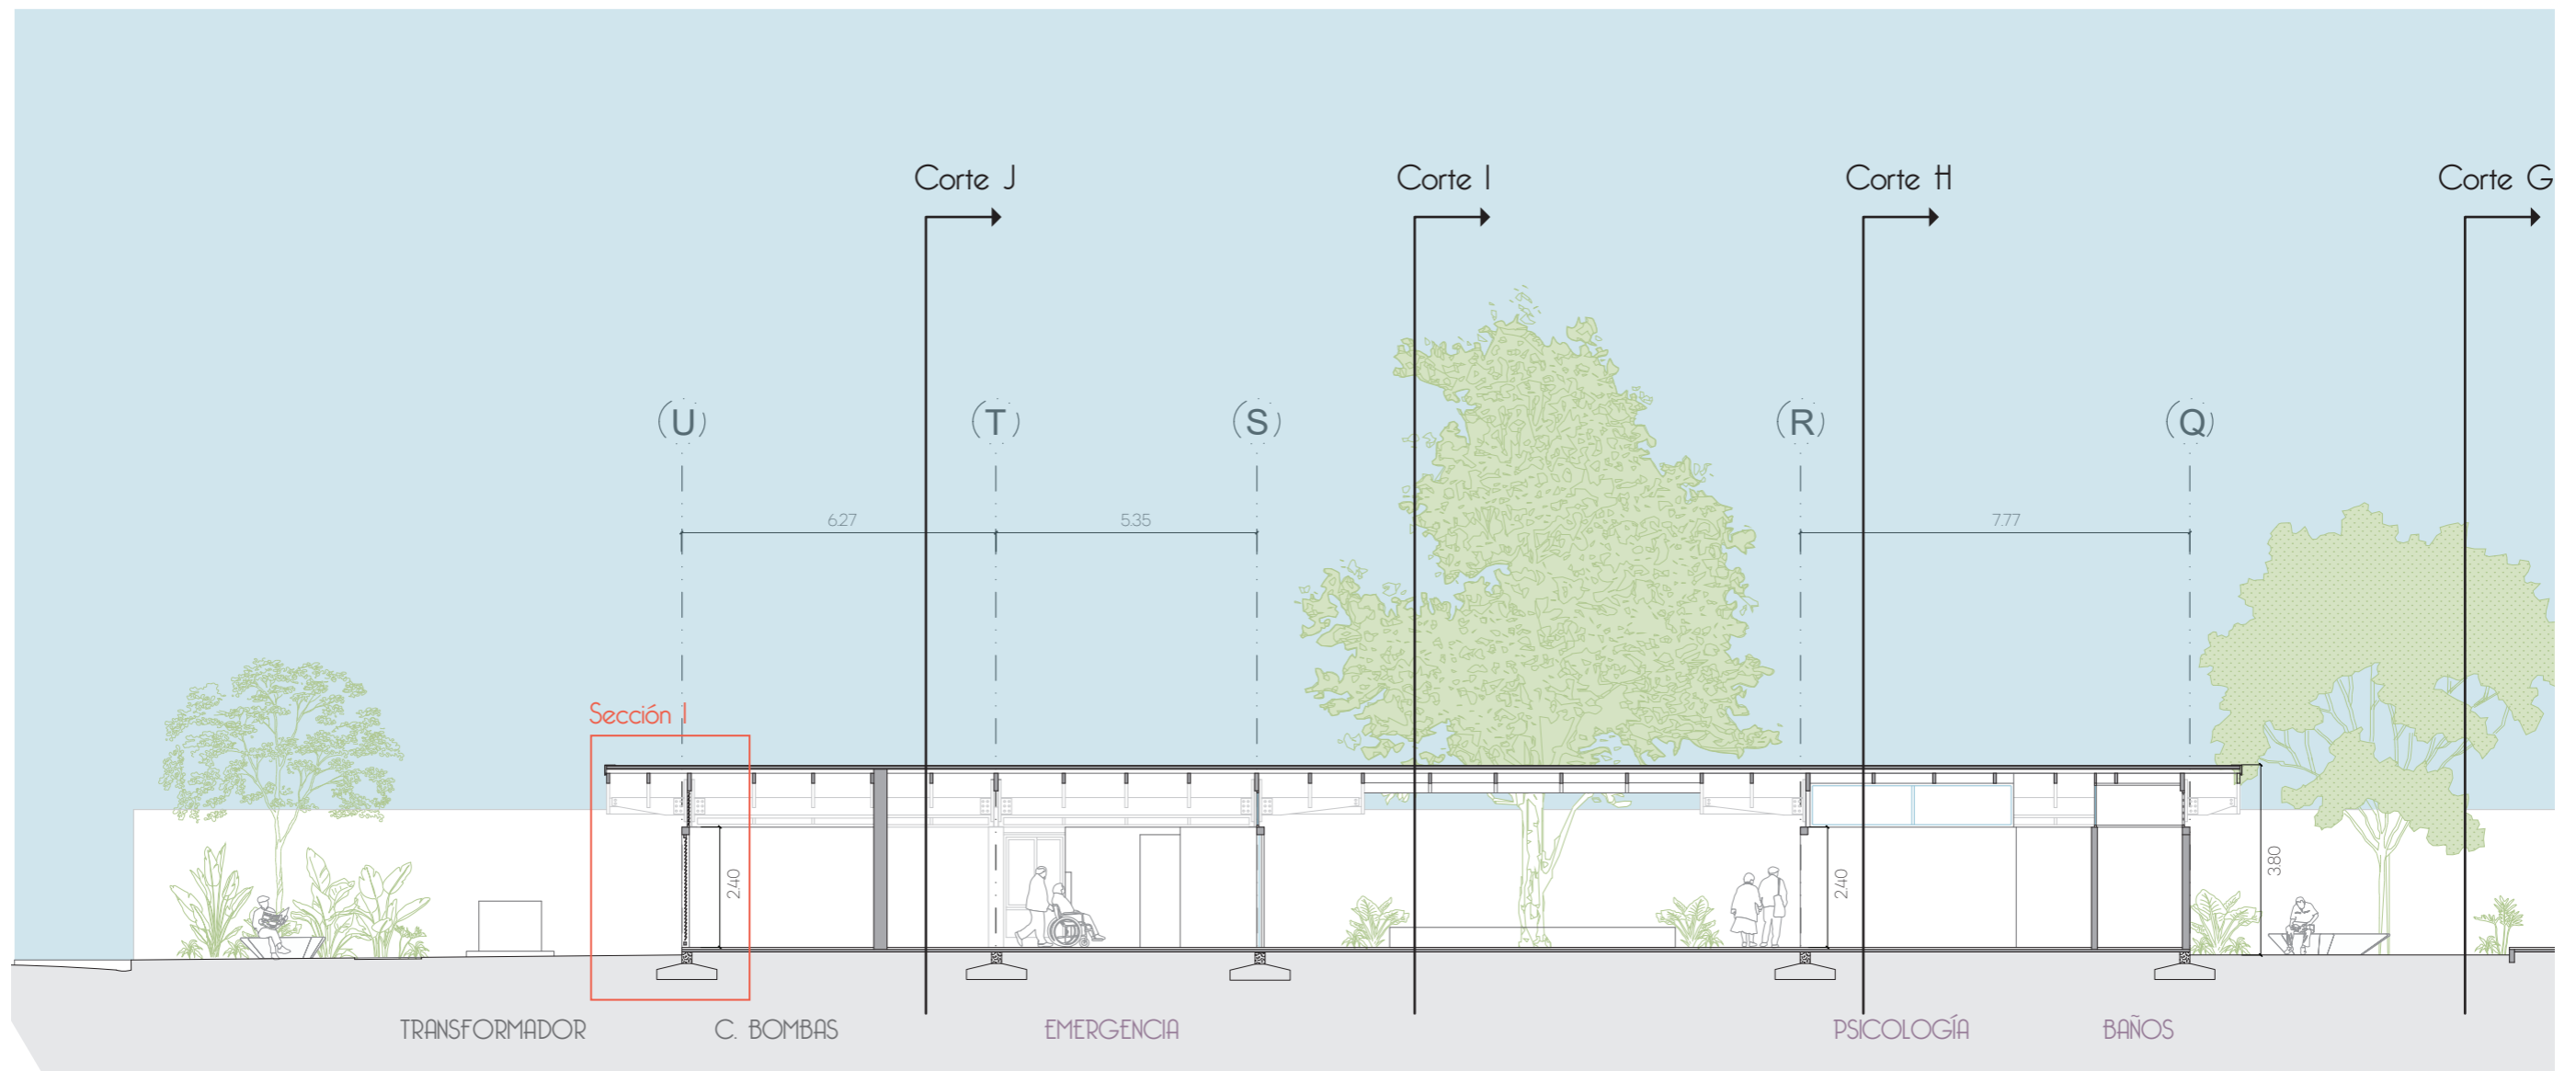 Corte J
Corte I
Corte H
Corte G
U
T
S
R
Q
6.27
5.35
7.77
Sección 1
2.40
2.40
3.80
TRANSFORMADOR
C. BOMBAS
EMERGENCIA
PSICOLOGÍA
BAÑOS